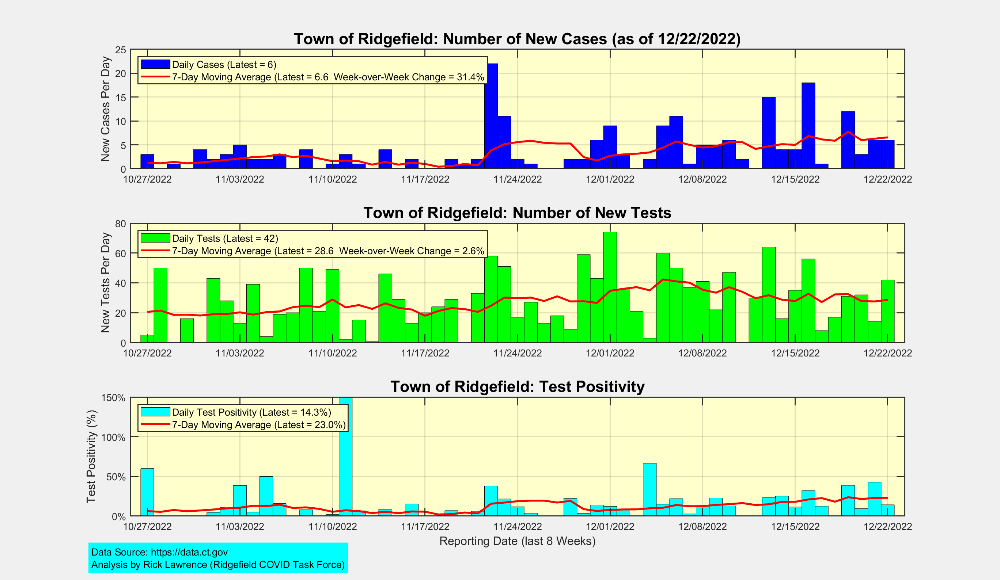 Town of Ridgefield: Number of New Cases (as of 12/22/2022)
New Cases Per Day
25
20
15
10
5
0
Daily Cases (Latest = 6)
7-Day Moving Average (Latest = 6.6  Week-over-Week Change = 31.4%
10/27/2022 11/03/2022 11/10/2022 11/17/2022 11/24/2022 12/01/2022 12/08/2022 12/15/2022 12/22/2022
Town of Ridgefield: Number of New Tests
New Tests Per Day
80
60
40
20
0
Daily Tests (Latest = 42)
7-Day Moving Average (Latest = 28.6  Week-over-Week Change = 2.6%
10/27/2022 11/03/2022 11/10/2022 11/17/2022 11/24/2022 12/01/2022 12/08/2022 12/15/2022 12/22/2022
Town of Ridgefield: Test Positivity
Test Positivity (%)
150%
100%
50%
0%
Daily Test Positivity (Latest = 14.3%)
7-Day Moving Average (Latest = 23.0%)
10/27/2022 11/03/2022 11/10/2022 11/17/2022 11/24/2022 12/01/2022 12/08/2022 12/15/2022 12/22/2022
Reporting Date (last 8 Weeks)
Data Source: https://data.ct.gov
Analysis by Rick Lawrence (Ridgefield COVID Task Force)